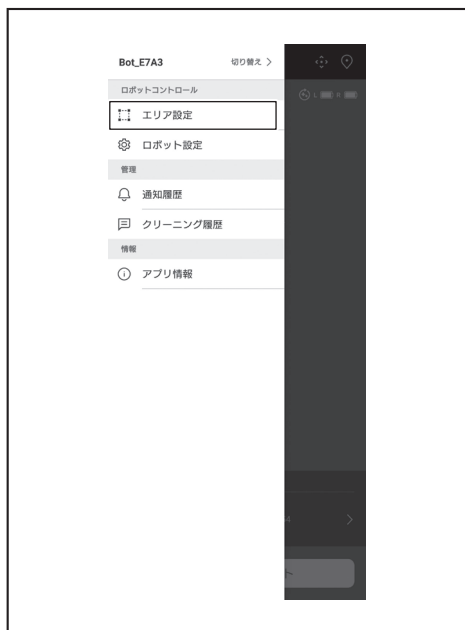 Bot_E7A3
切り替え >
ロボットコントロール
エリア設定
ロボット設定
管理
通知履歴
クリーニング履歴
情報
アプリ情報
L
R
ト